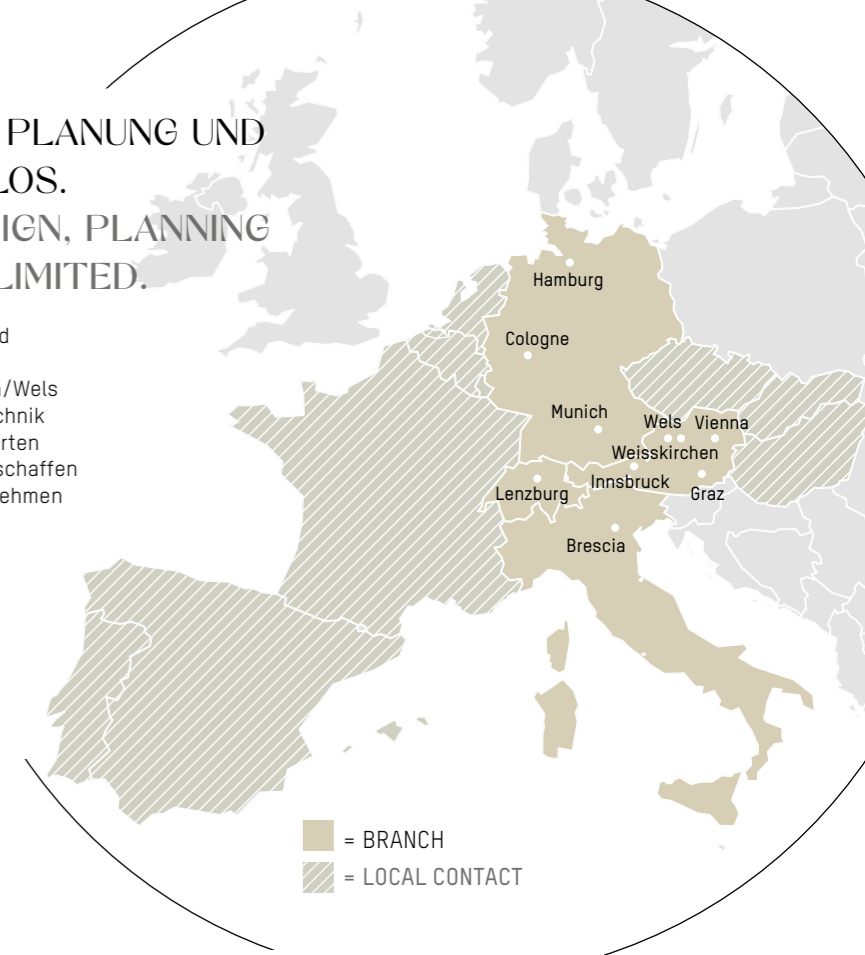 PLANUNG UND
LOS.
IGN, PLANNING
LIMITED.
d
n/Wels
chnik
rten
schaffen
ehmen
Hamburg
Cologne
Munich
Wels Vienna
Weisskirchen
Innsbruck
Lenzburg
Graz
Brescia
= BRANCH
= LOCAL CONTACT